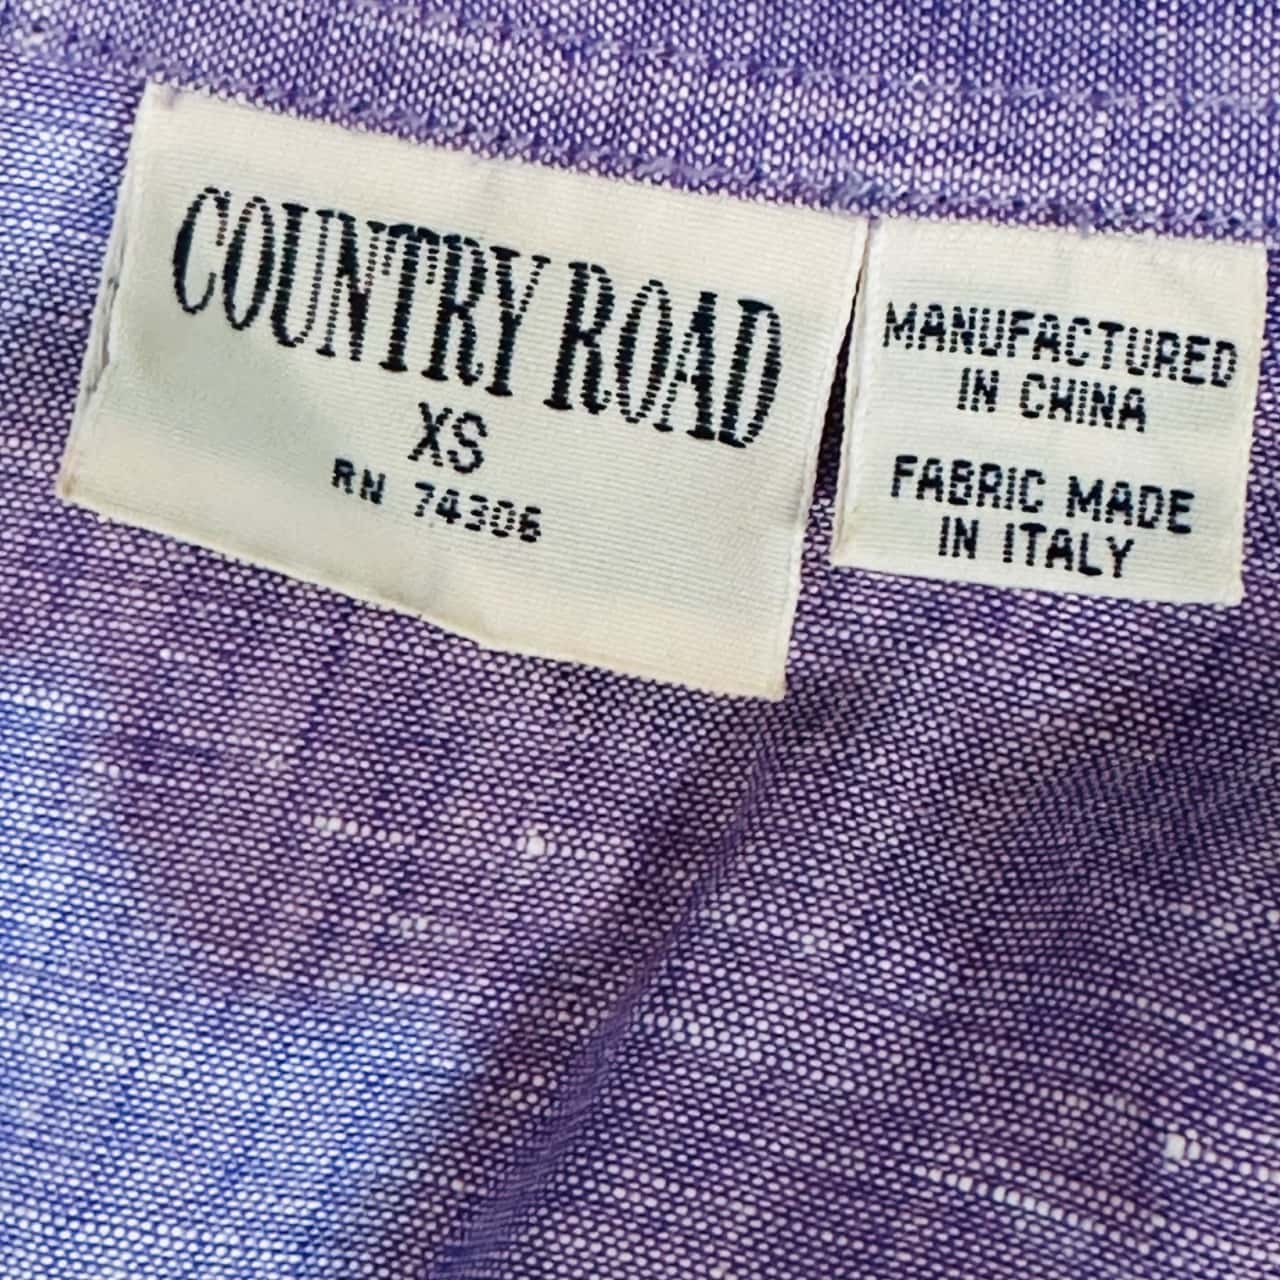 COUNTRY ROAD
XS
RN 74306
MANUFACTURED
IN CHINA
FABRIC MADE
IN ITALY